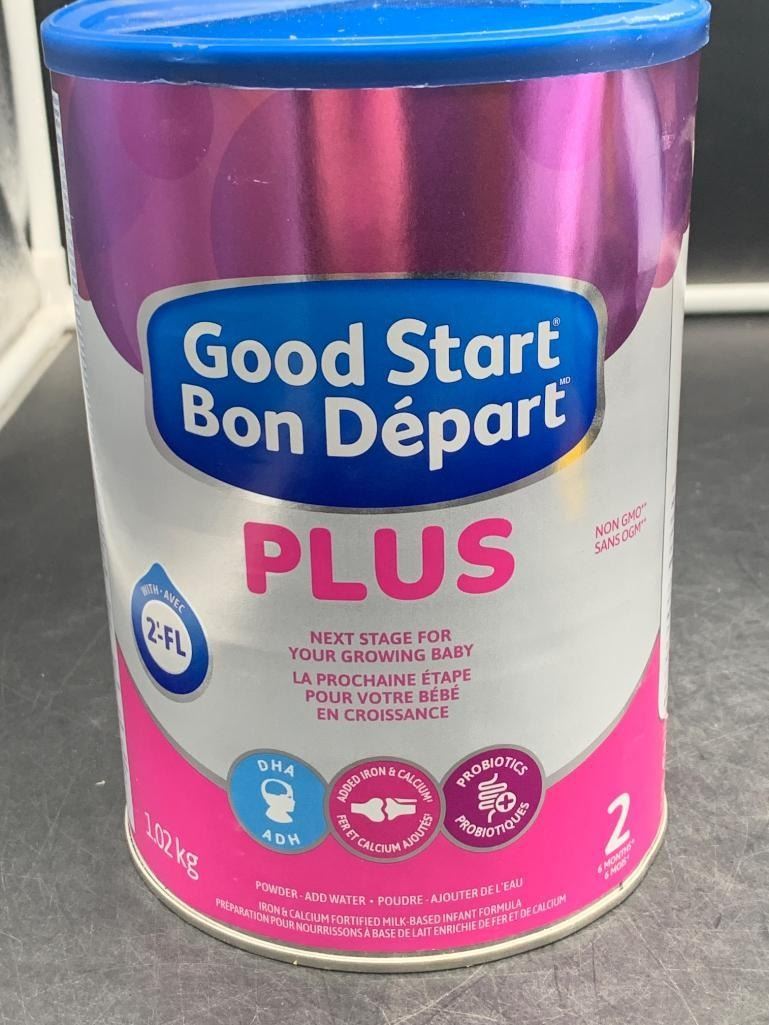 Good Start®
Bon Départ MD
PLUS
NON GMO**
SANS OGM**
WITH • AVEC
2'-FL
NEXT STAGE FOR
YOUR GROWING BABY
LA PROCHAINE ÉTAPE
POUR VOTRE BÉBÉ
EN CROISSANCE
DHA
ADH
ADDED IRON & CALCIUM†
FER ET CALCIUM AJOUTÉS†
PROBIOTICS
PROBIOTIQUES
1.02 kg
2
6 MONTHS+
6 MOIS+
POWDER - ADD WATER • POUDRE - AJOUTER DE L'EAU
IRON & CALCIUM FORTIFIED MILK-BASED INFANT FORMULA
PRÉPARATION POUR NOURRISSONS À BASE DE LAIT ENRICHIE DE FER ET DE CALCIUM